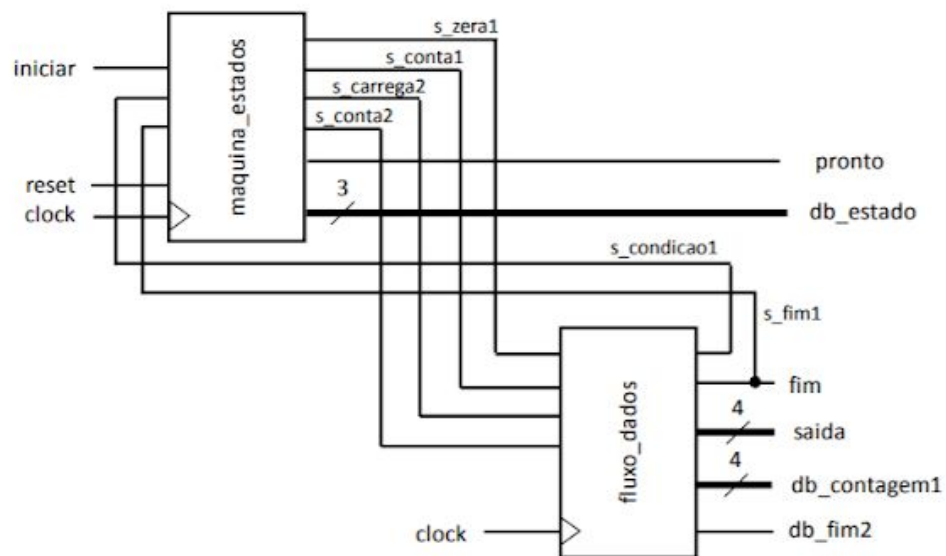 s_zera1
iniciar
s_conta1
s_carrega2
s_conta2
maquina_estados
pronto
reset
3
clock
db_estado
s_condicao1
s_fim1
fim
4
saida
fluxo_dados
4
db_contagem1
clock
db_fim2